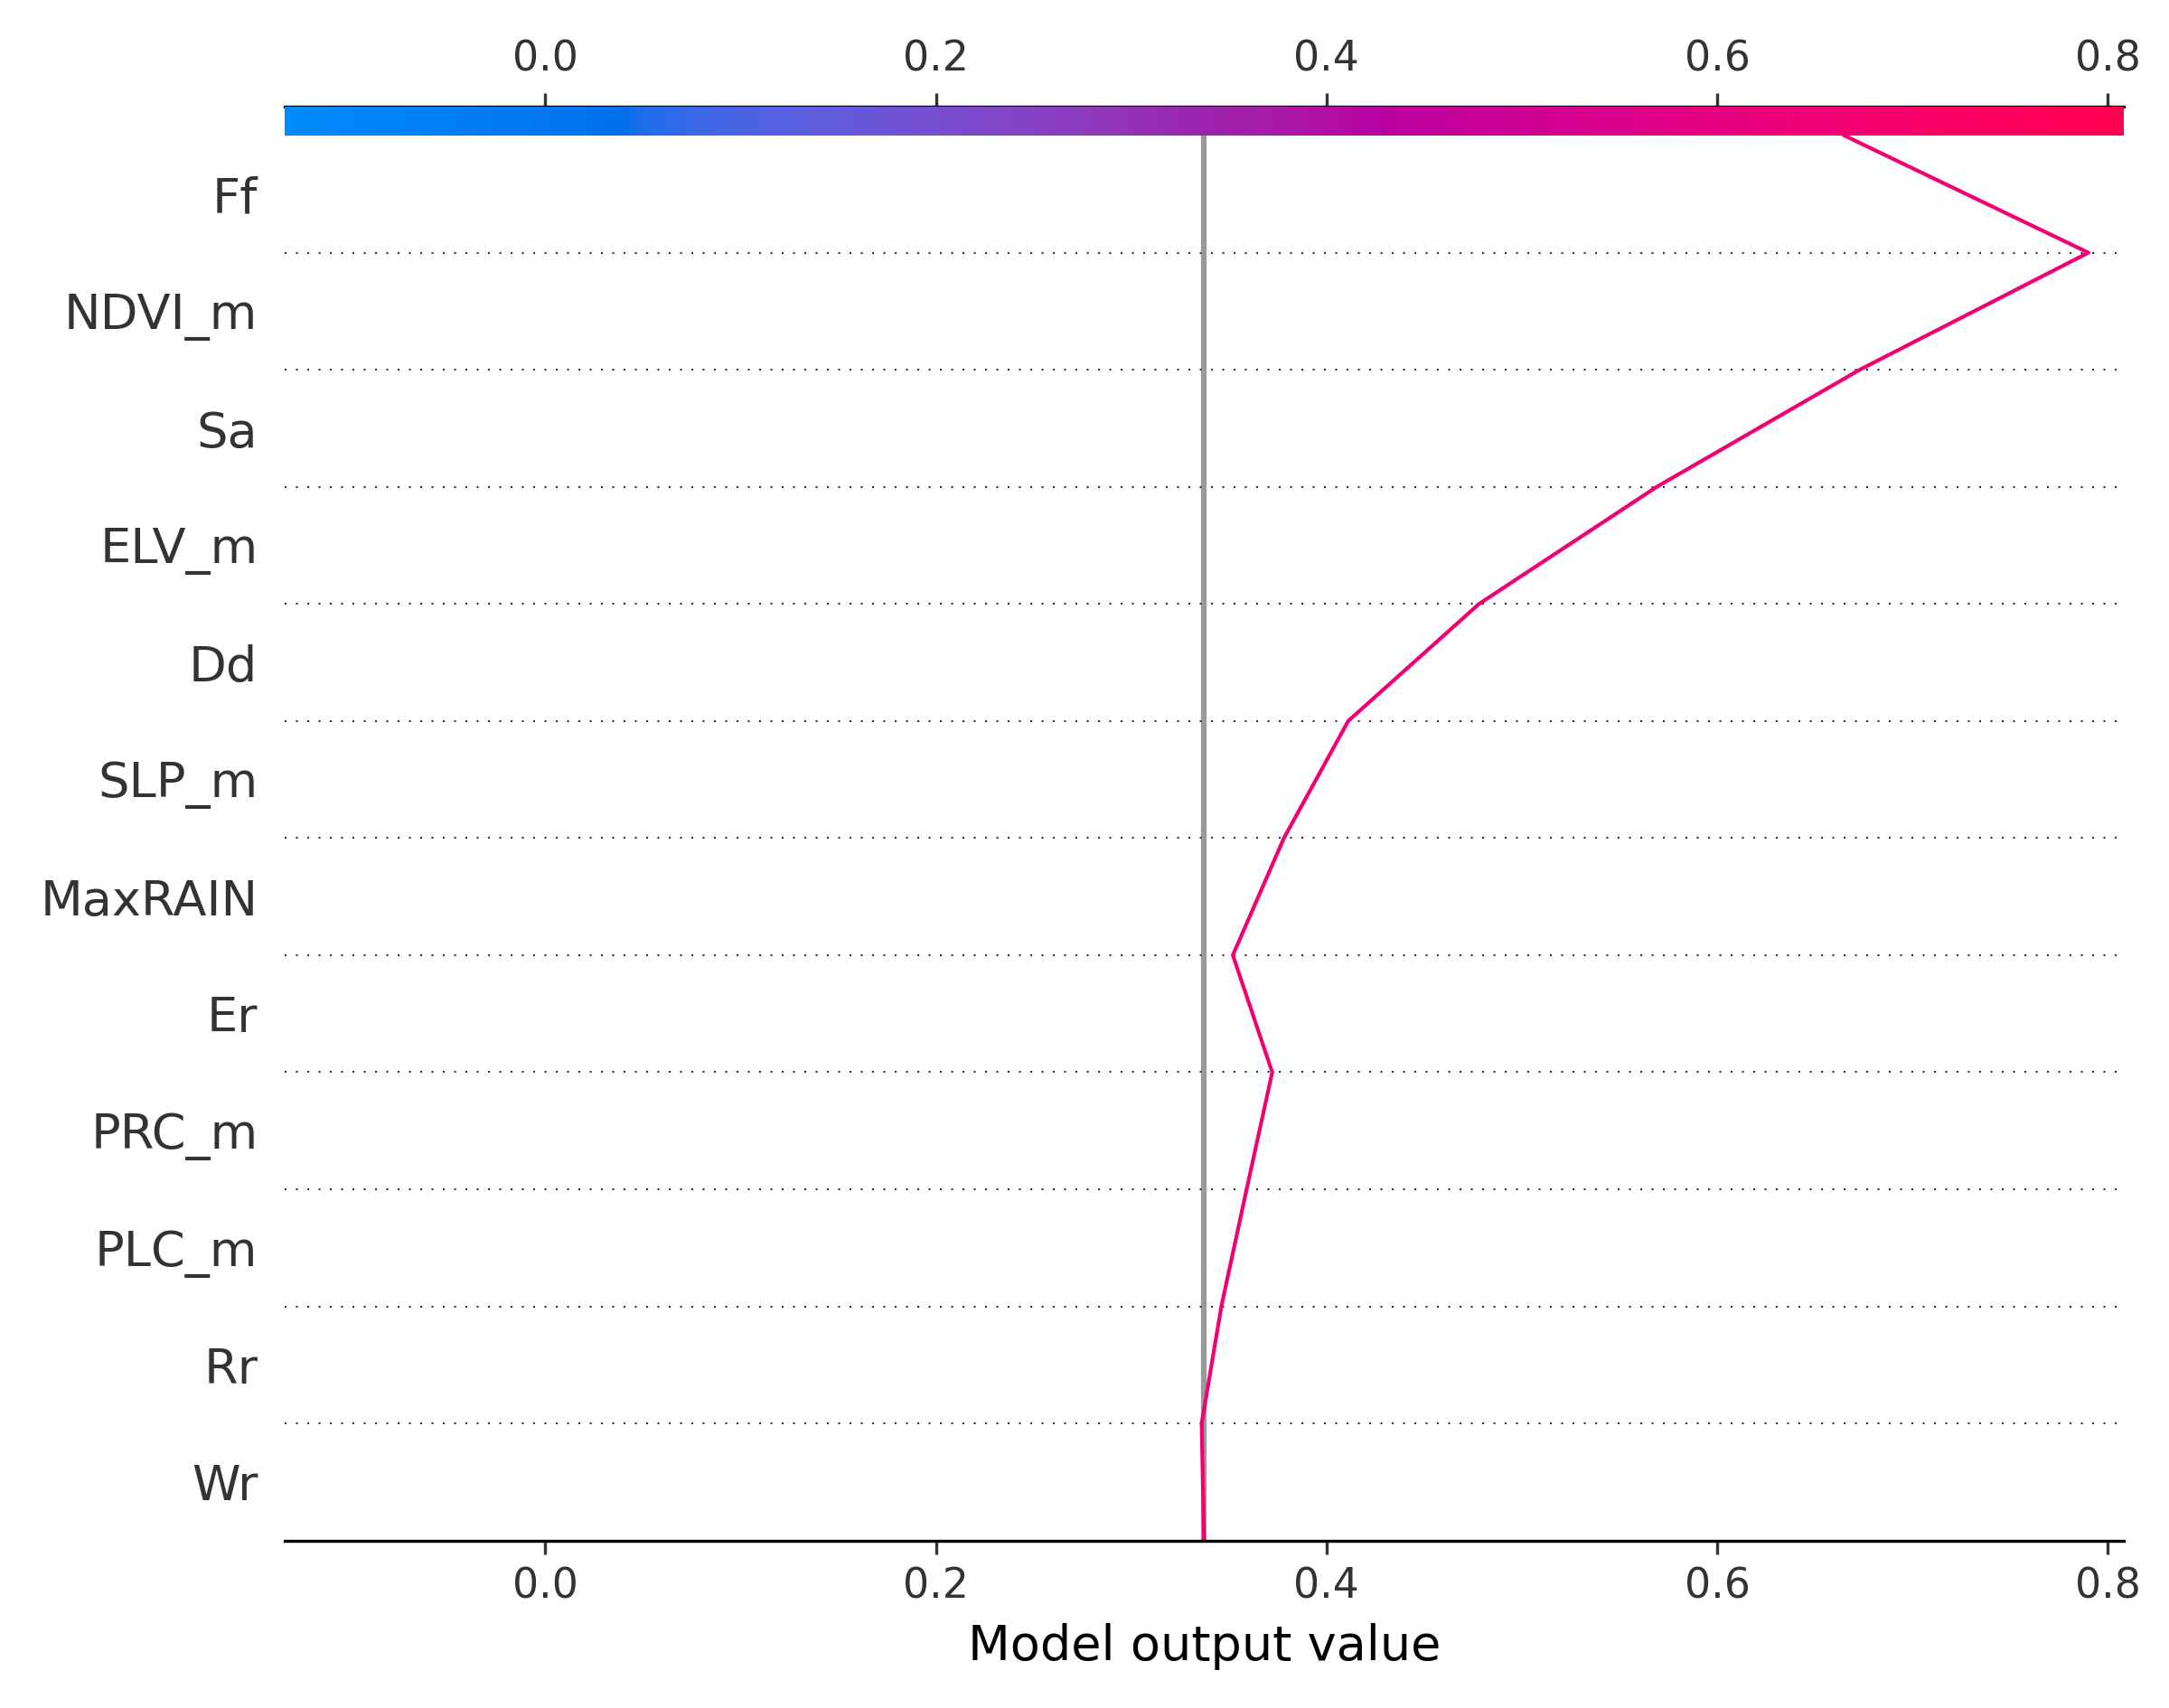 0.0 0.2 0.4 0.6 0.8
Ff
NDVI_m
Sa
ELV_m
Dd
SLP_m
MaxRAIN
Er
PRC_m
PLC_m
Rr
Wr
0.0 0.2 0.4 0.6 0.8
Model output value